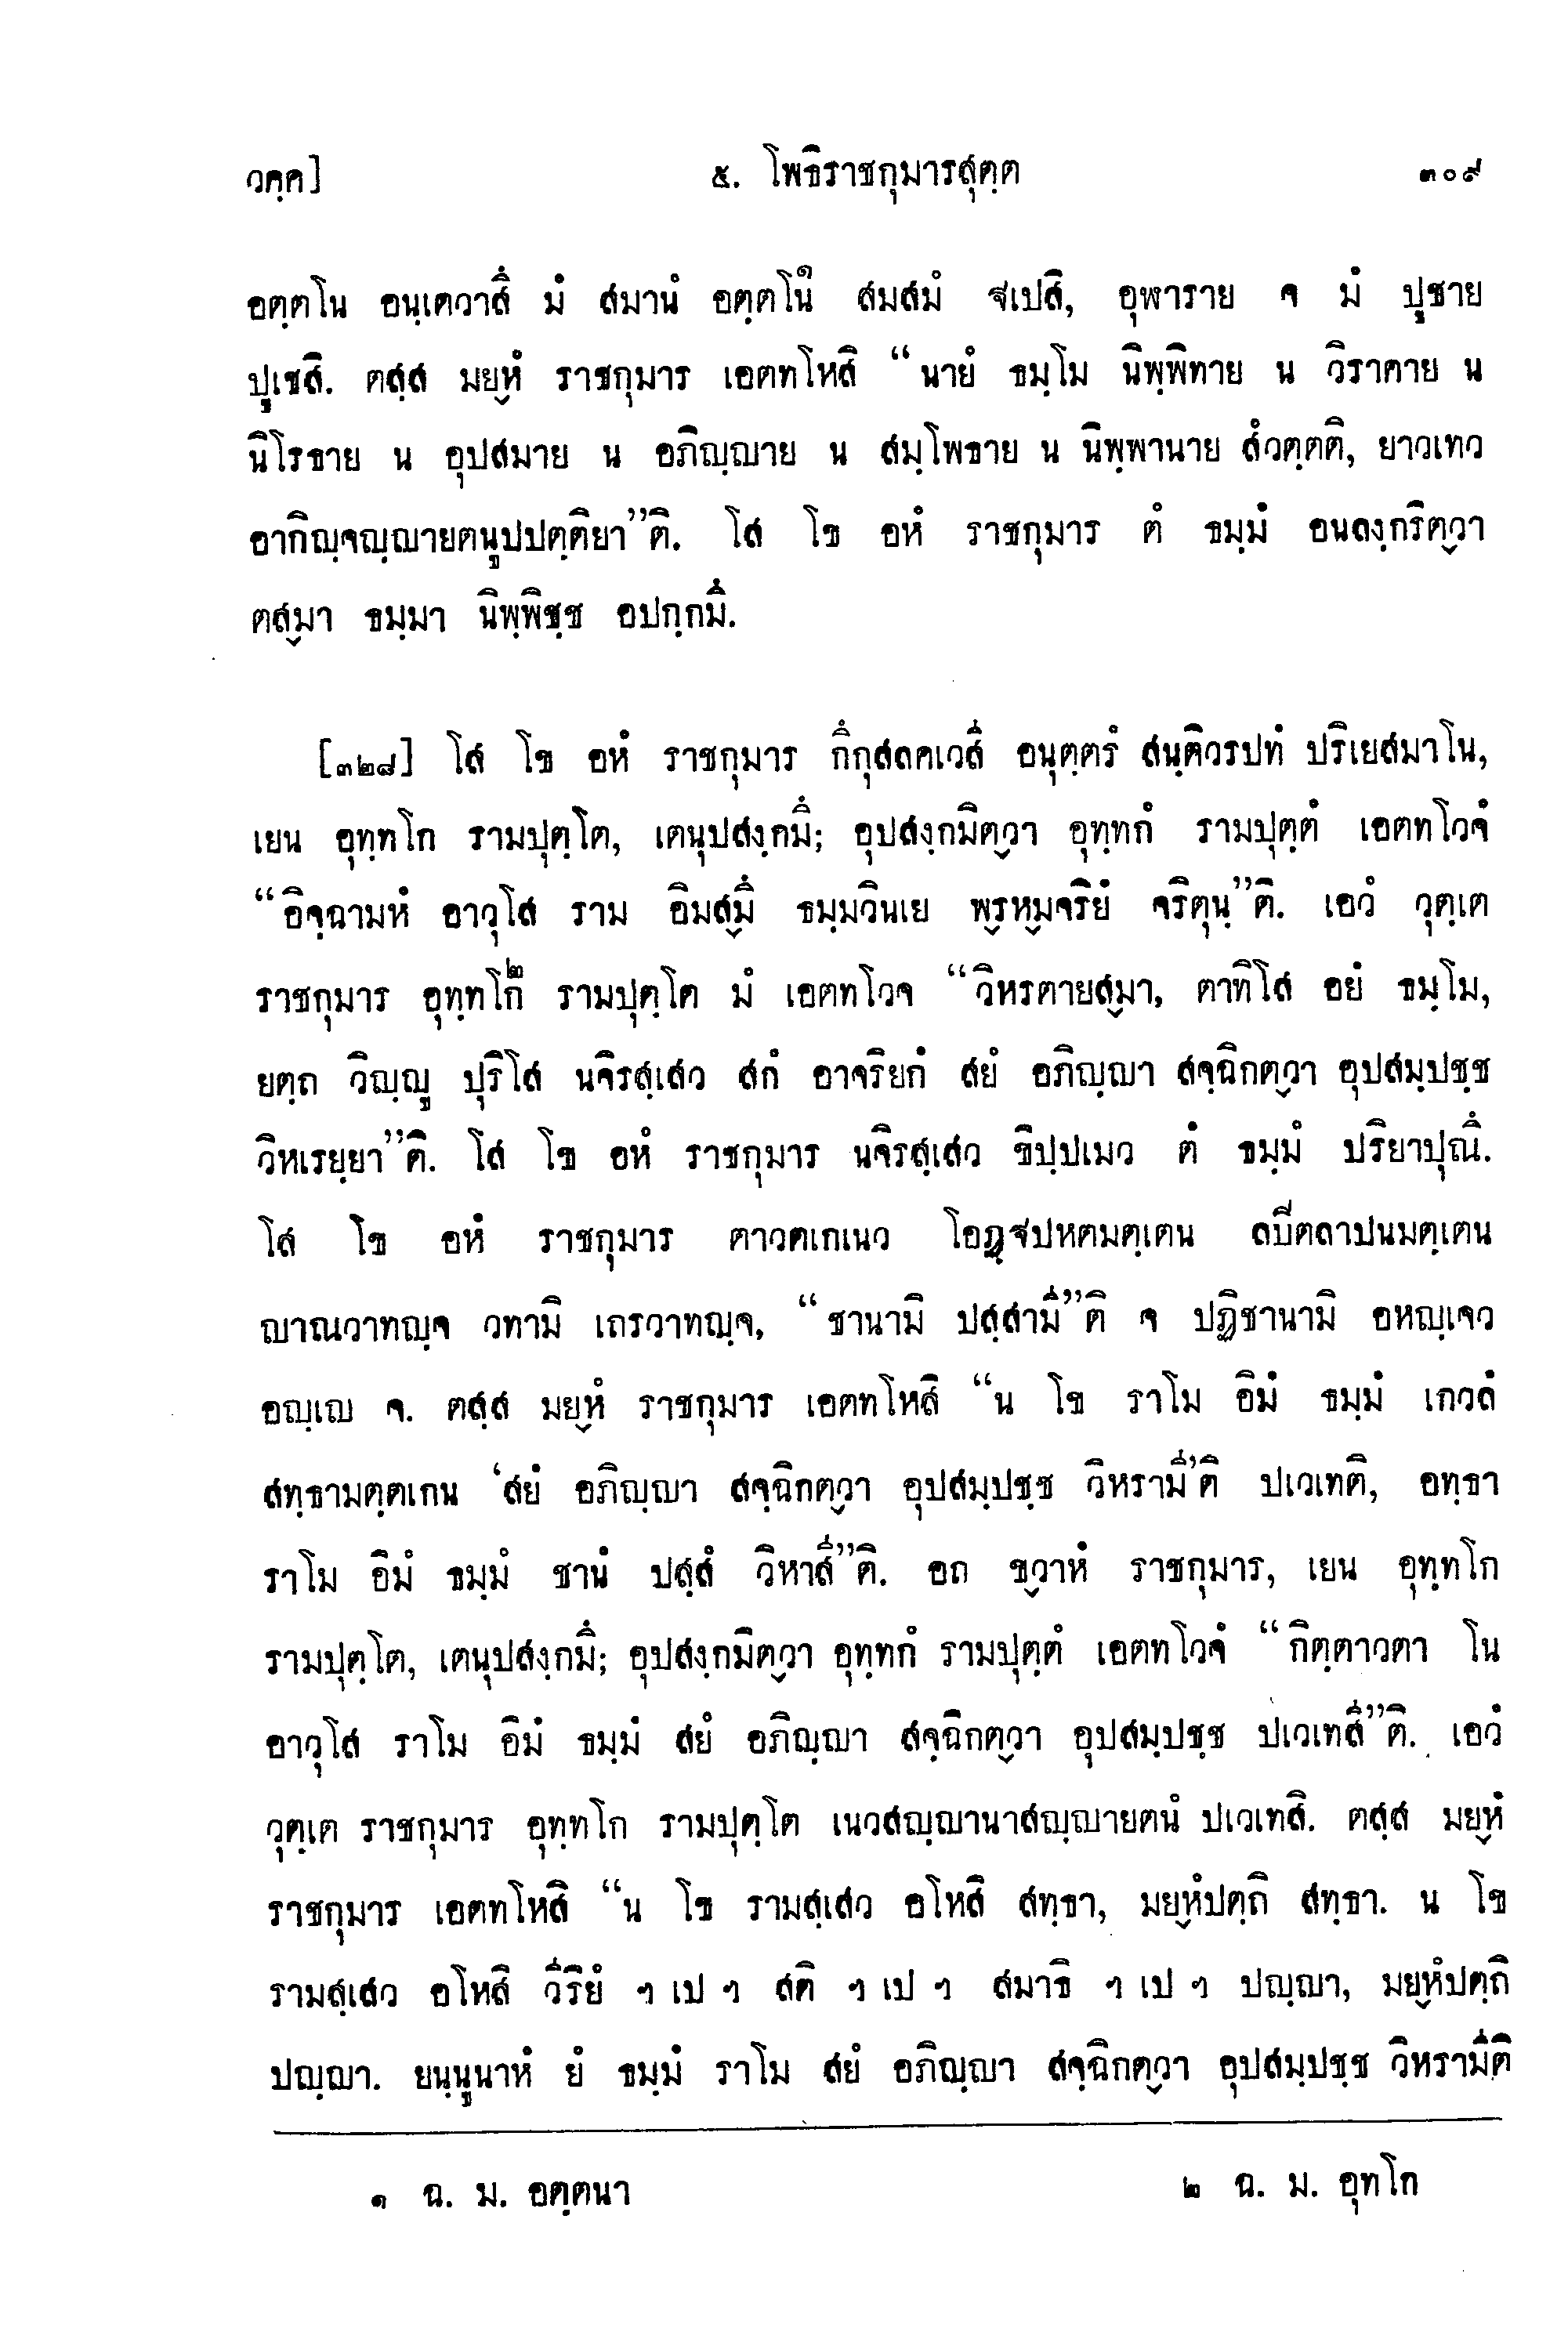 วคฺค]	๕. โพธิราชกุมารสุตฺต	๓๐๙
อตฺตโน อนฺเตวาสึ มํ สมานํ อตฺตโน๑ สมสมํ ฐเปสิ, อุฬาราย จ มํ ปูชาย
ปูเชสิ. ตสฺส มยฺหํ ราชกุมาร เอตทโหสิ “นายํ ธมฺโม นิพฺพิทาย น วิราคาย น
นิโรธาย น อุปสมาย น อภิญฺญาย น สมฺโพธาย น นิพฺพานาย สํวตฺตติ, ยาวเทว
อากิญฺจญฺญายตนูปปตฺติยา”ติ. โส โข อหํ ราชกุมาร ตํ ธมฺมํ อนลงฺกริตฺวา
ตสฺมา ธมฺมา นิพฺพิชฺช อปกฺกมึ.
[๓๒๘] โส โข อหํ ราชกุมาร กึกุสลคเวสี อนุตฺตรํ สนฺติวรปทํ ปริเยสมาโน,
เยน อุทฺทโก รามปุตฺโต, เตนุปสงฺกมึ; อุปสงฺกมิตฺวา อุทฺทกํ รามปุตฺตํ เอตทโวจํ
“อิจฺฉามหํ อาวุโส ราม อิมสฺมึ ธมฺมวินเย พฺรหฺมจริยํ จริตุนฺ”ติ. เอวํ วุตฺเต
ราชกุมาร อุทฺทโก๒ รามปุตฺโต มํ เอตทโวจ “วิหรตายสฺมา, ตาทิโส อยํ ธมฺโม,
ยตฺถ วิญฺญู ปุริโส นจิรสฺเสว สกํ อาจริยกํ สยํ อภิญฺญา สจฺฉิกตฺวา อุปสมฺปชฺช
วิหเรยฺยา”ติ. โส โข อหํ ราชกุมาร นจิรสฺเสว ขิปฺปเมว ตํ ธมฺมํ ปริยาปุณึ.
โส โข อหํ ราชกุมาร ตาวตเกเนว โอฏฺฐปหตมตฺเตน ลปิตลาปนมตฺเตน
ญาณวาทญฺจ วทามิ เถรวาทญฺจ, “ชานามิ ปสฺสามี”ติ จ ปฏิชานามิ อหญฺเจว
อญฺเญ จ. ตสฺส มยฺหํ ราชกุมาร เอตทโหสิ “น โข ราโม อิมํ ธมฺมํ เกวลํ
สทฺธามตฺตเกน ‘สยํ อภิญฺญา สจฺฉิกตฺวา อุปสมฺปชฺช วิหรามี’ติ ปเวเทติ, อทฺธา
ราโม อิมํ ธมฺมํ ชานํ ปสฺสํ วิหาสี”ติ. อถ ขฺวาหํ ราชกุมาร, เยน อุทฺทโก
รามปุตฺโต, เตนุปสงฺกมึ; อุปสงฺกมิตฺวา อุทฺทกํ รามปุตฺตํ เอตทโวจํ “กิตฺตาวตา โน
อาวุโส ราโม อิมํ ธมฺมํ สยํ อภิญฺญา สจฺฉิกตฺวา อุปสมฺปชฺช ปเวเทสี”ติ. เอวํ
วุตฺเต ราชกุมาร อุทฺทโก รามปุตฺโต เนวสญฺญานาสญฺญายตนํ ปเวเทสิ. ตสฺส มยฺหํ
ราชกุมาร เอตทโหสิ “น โข รามสฺเสว อโหสิ สทฺธา, มยฺหํปตฺถิ สทฺธา. น โข
รามสฺเสว อโหสิ วีริยํ ฯ เป ฯ สติ ฯ เป ฯ สมาธิ ฯ เป ฯ ปญฺญา, มยฺหํปตฺถิ
ปญฺญา. ยนฺนูนาหํ ยํ ธมฺมํ ราโม สยํ อภิญฺญา สจฺฉิกตฺวา อุปสมฺปชฺช วิหรามีติ
๑ ฉ. ม. อตฺตนา	๒ ฉ. ม. อุทโก